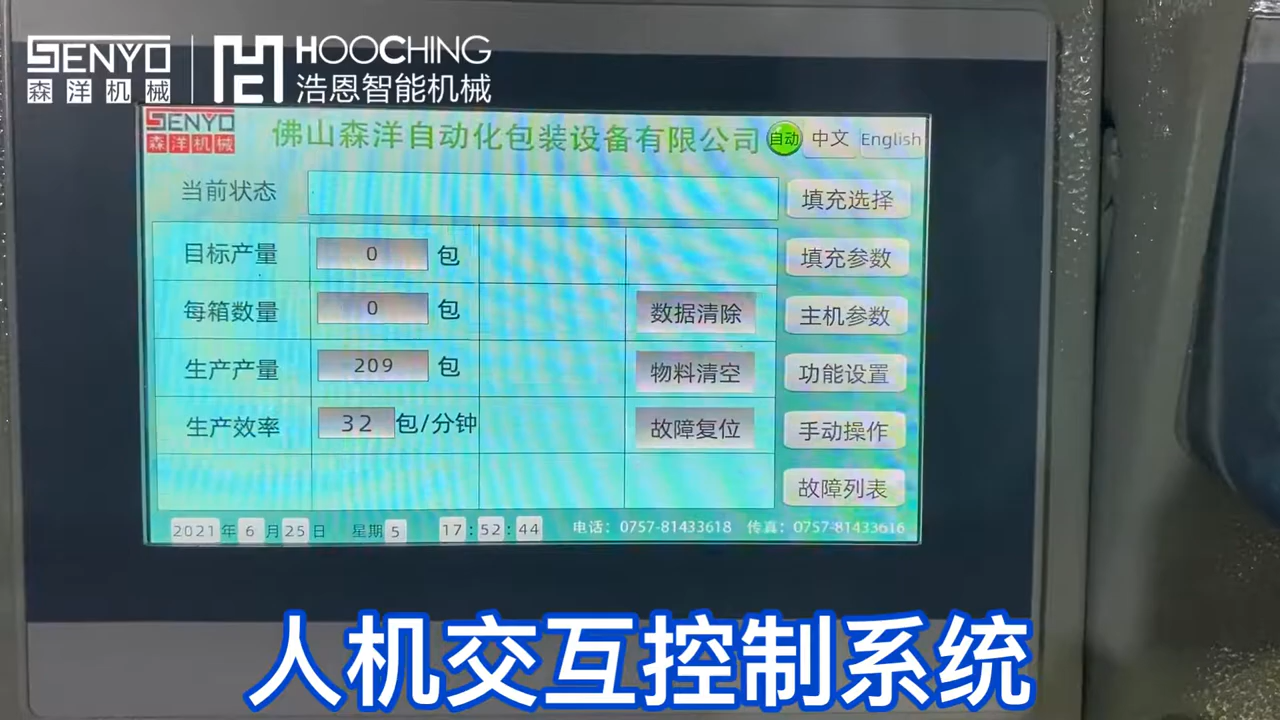 SENYO
森洋机械
HOOCHING
浩恩智能机械
SENYO
森洋机械
佛山森洋自动化包装设备有限公司
自动 中文 English
当前状态
填充选择
目标产量 0 包
填充参数
每箱数量 0 包 数据清除
主机参数
生产产量 209 包 物料清空
功能设置
生产效率 32 包/分钟 故障复位
手动操作
故障列表
2021年6月25日 星期5 17:52:44 电话：0757-81433618 传真：0757-81433616
人机交互控制系统